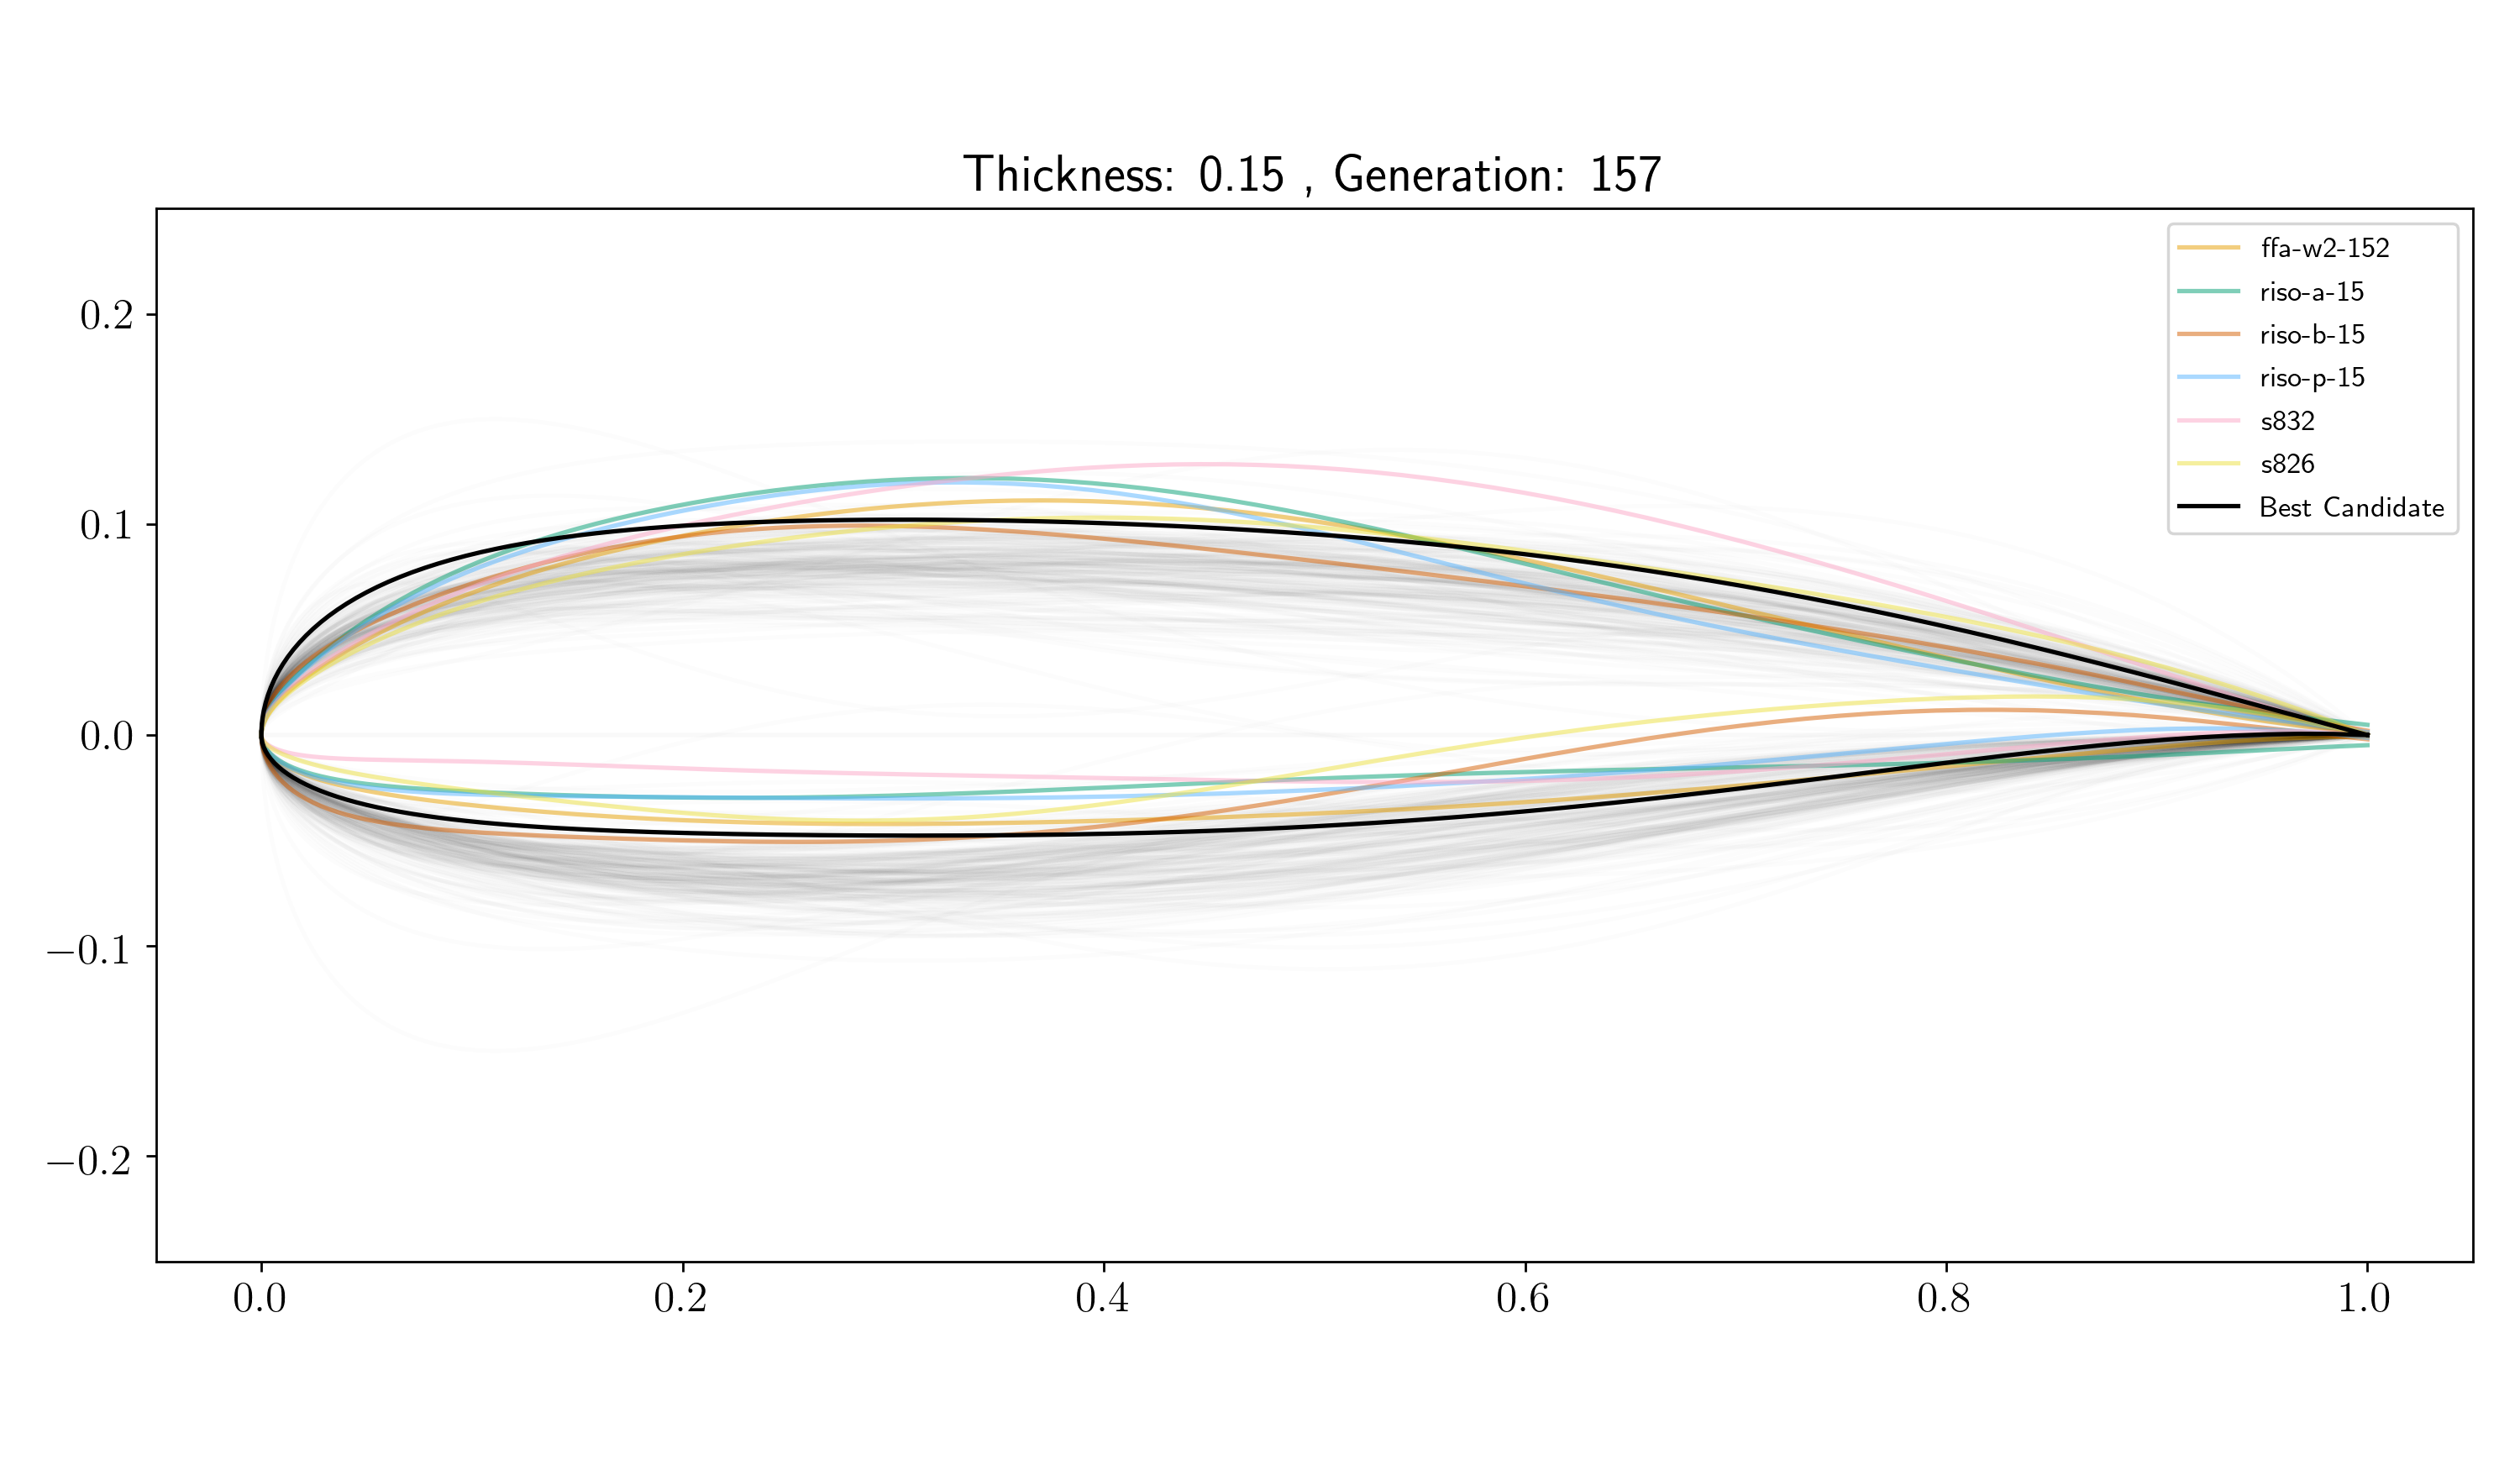 Thickness: 0.15 , Generation: 157
ffa-w2-152
riso-a-15
riso-b-15
riso-p-15
s832
s826
Best Candidate
0.2
0.1
0.0
−0.1
−0.2
0.0 0.2 0.4 0.6 0.8 1.0